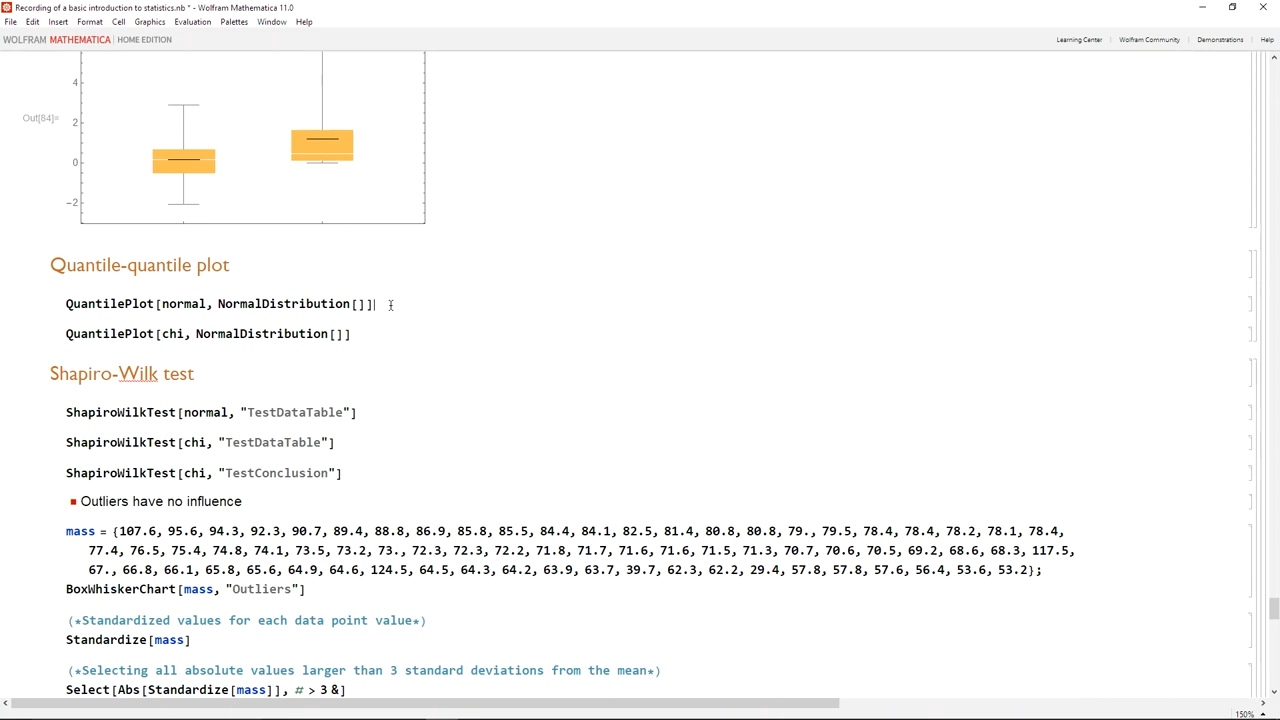 Recording of a basic introduction to statistics.nb * - Wolfram Mathematica 11.0
File Edit Insert Format Cell Graphics Evaluation Palettes Window Help
WOLFRAM MATHEMATICA | HOME EDITION
Learning Center Wolfram Community Demonstrations Help
4
Out[84]=
2
0
-2
Quantile-quantile plot
QuantilePlot[normal, NormalDistribution[]]
QuantilePlot[chi, NormalDistribution[]]
Shapiro-Wilk test
ShapiroWilkTest[normal, "TestDataTable"]
ShapiroWilkTest[chi, "TestDataTable"]
ShapiroWilkTest[chi, "TestConclusion"]
■ Outliers have no influence
mass = {107.6, 95.6, 94.3, 92.3, 90.7, 89.4, 88.8, 86.9, 85.8, 85.5, 84.4, 84.1, 82.5, 81.4, 80.8, 80.8, 79., 79.5, 78.4, 78.4, 78.2, 78.1, 78.4,
77.4, 76.5, 75.4, 74.8, 74.1, 73.5, 73.2, 73., 72.3, 72.3, 72.2, 71.8, 71.7, 71.6, 71.6, 71.5, 71.3, 70.7, 70.6, 70.5, 69.2, 68.6, 68.3, 117.5,
67., 66.8, 66.1, 65.8, 65.6, 64.9, 64.6, 124.5, 64.5, 64.3, 64.2, 63.9, 63.7, 39.7, 62.3, 62.2, 29.4, 57.8, 57.8, 57.6, 56.4, 53.6, 53.2};
BoxWhiskerChart[mass, "Outliers"]
(*Standardized values for each data point value*)
Standardize[mass]
(*Selecting all absolute values larger than 3 standard deviations from the mean*)
Select[Abs[Standardize[mass]], # > 3 &]
150%